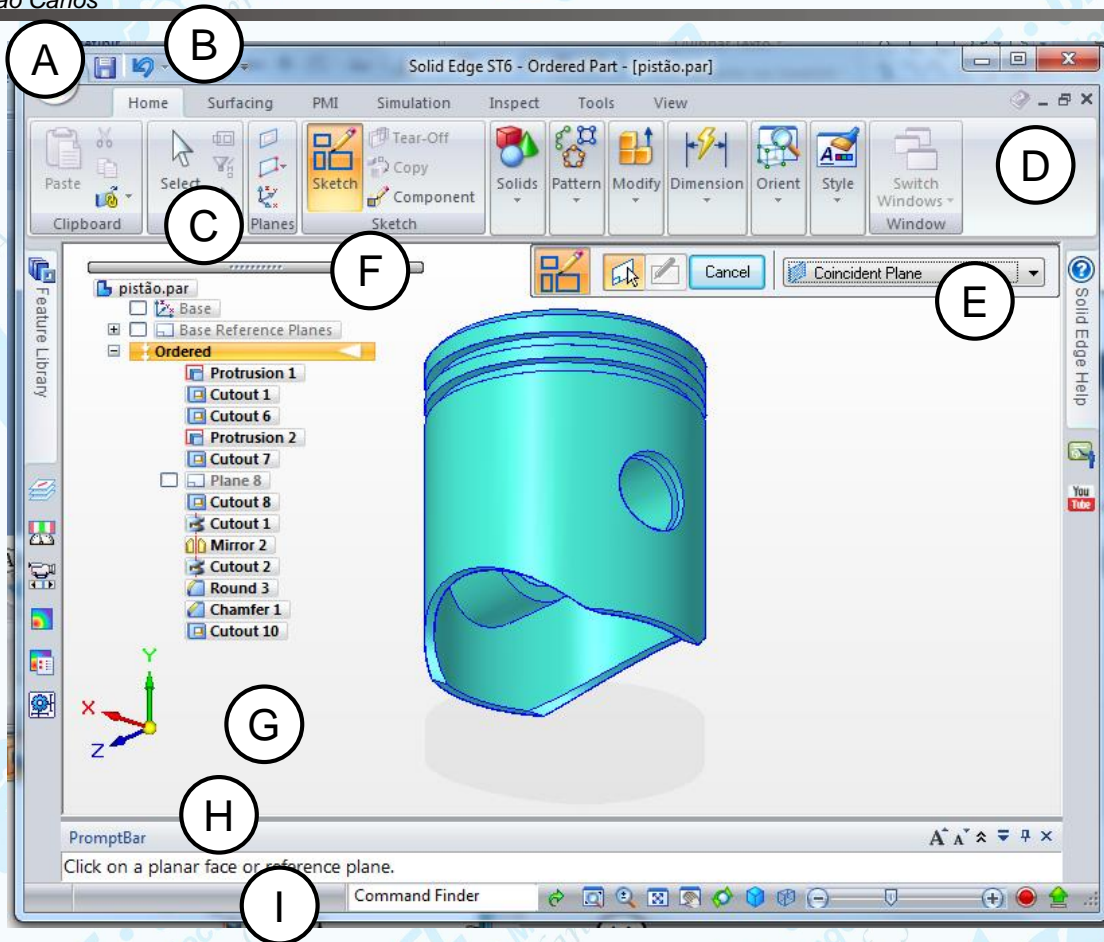 ão Carlos
A
B
Solid Edge ST6 - Ordered Part - [pistão.par]
Home Surfacing PMI Simulation Inspect Tools View
Paste
Select
Sketch
Tear-Off
Copy
Component
Solids
Pattern
Modify
Dimension
Orient
Style
Switch
Windows
D
Clipboard
C
Planes
Sketch
Window
F
Cancel
Coincident Plane
E
Feature Library
Solid Edge Help
You
Tube
pistão.par
Base
Base Reference Planes
Ordered
Protrusion 1
Cutout 1
Cutout 6
Protrusion 2
Cutout 7
Plane 8
Cutout 8
Cutout 1
Mirror 2
Cutout 2
Round 3
Chamfer 1
Cutout 10
Y
X
Z
G
H
PromptBar
Click on a planar face or reference plane.
I
Command Finder